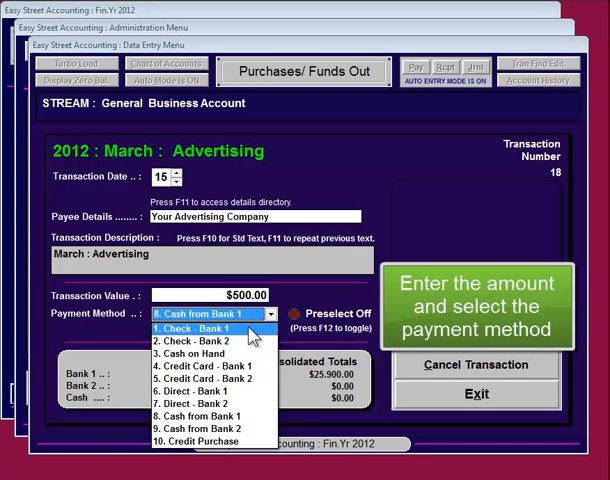 Easy Street Accounting : Fin.Yr 2012
Easy Street Accounting : Administration Menu
Easy Street Accounting : Data Entry Menu
Turbo Load
Chart of Accounts
Purchases/ Funds Out
Pay
Rcpt
Jrnl
Tran Find/Edit
Display Zero Bal.
Auto Mode IS ON
AUTO ENTRY MODE IS ON
Account History
STREAM : General Business Account
2012 : March : Advertising
Transaction
Number
18
Transaction Date .. :
15
Press F11 to access details directory.
Payee Details ........ :
Your Advertising Company
Transaction Description :
Press F10 for Std Text, F11 to repeat previous text.
March : Advertising
Enter the amount
and select the
payment method
Transaction Value .. :
$500.00
Payment Method .. :
8. Cash from Bank 1
Preselect Off
(Press F12 to toggle)
1. Check - Bank 1
2. Check - Bank 2
3. Cash on Hand
4. Credit Card - Bank 1
5. Credit Card - Bank 2
6. Direct - Bank 1
7. Direct - Bank 2
8. Cash from Bank 1
9. Cash from Bank 2
10. Credit Purchase
solidated Totals
Bank 1 .. :
$25.900.00
Bank 2 .. :
$0.00
Cash .... :
$0.00
Cancel Transaction
Exit
ounting : Fin.Yr 2012